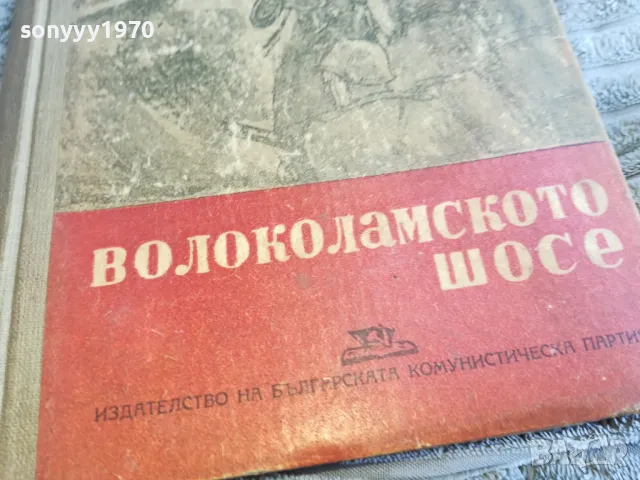 sonyyy1970
ВОЛОКОЛАМСКОТО
ШОСЕ
ИЗДАТЕЛСТВО НА БЪЛГАРСКАТА КОМУНИСТИЧЕСКА ПАРТИ